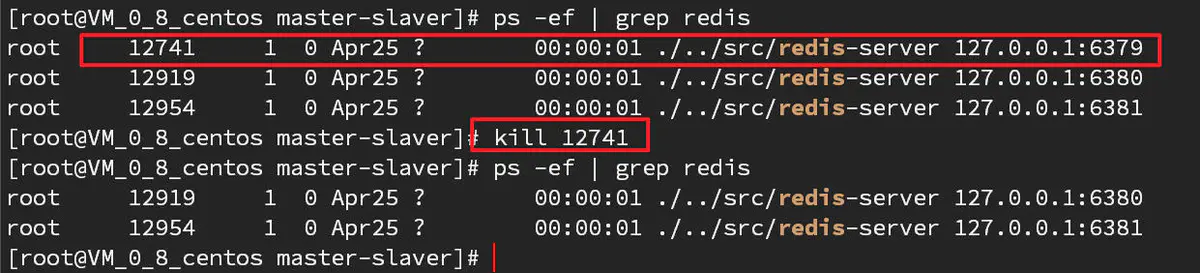 [root@VM_0_8_centos master-slaver]# ps -ef | grep redis
root 12741 1 0 Apr25 ? 00:00:01 ./../src/redis-server 127.0.0.1:6379
root 12919 1 0 Apr25 ? 00:00:01 ./../src/redis-server 127.0.0.1:6380
root 12954 1 0 Apr25 ? 00:00:01 ./../src/redis-server 127.0.0.1:6381
[root@VM_0_8_centos master-slaver]# kill 12741
[root@VM_0_8_centos master-slaver]# ps -ef | grep redis
root 12919 1 0 Apr25 ? 00:00:01 ./../src/redis-server 127.0.0.1:6380
root 12954 1 0 Apr25 ? 00:00:01 ./../src/redis-server 127.0.0.1:6381
[root@VM_0_8_centos master-slaver]#